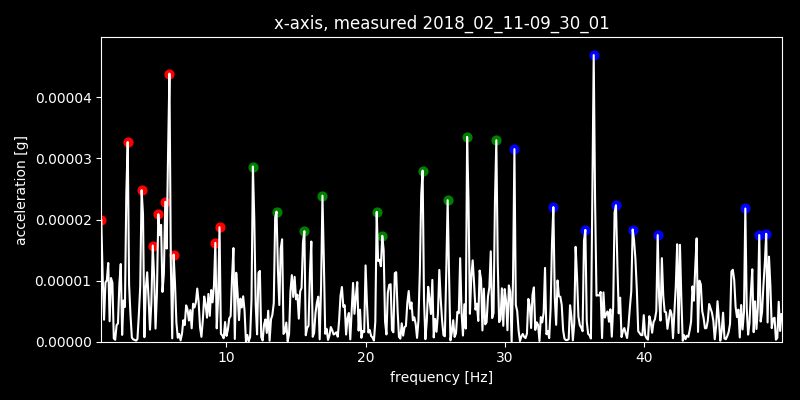 x-axis, measured 2018_02_11-09_30_01
0.00004
0.00003
0.00002
0.00001
0.00000
acceleration [g]
10 20 30 40
frequency [Hz]